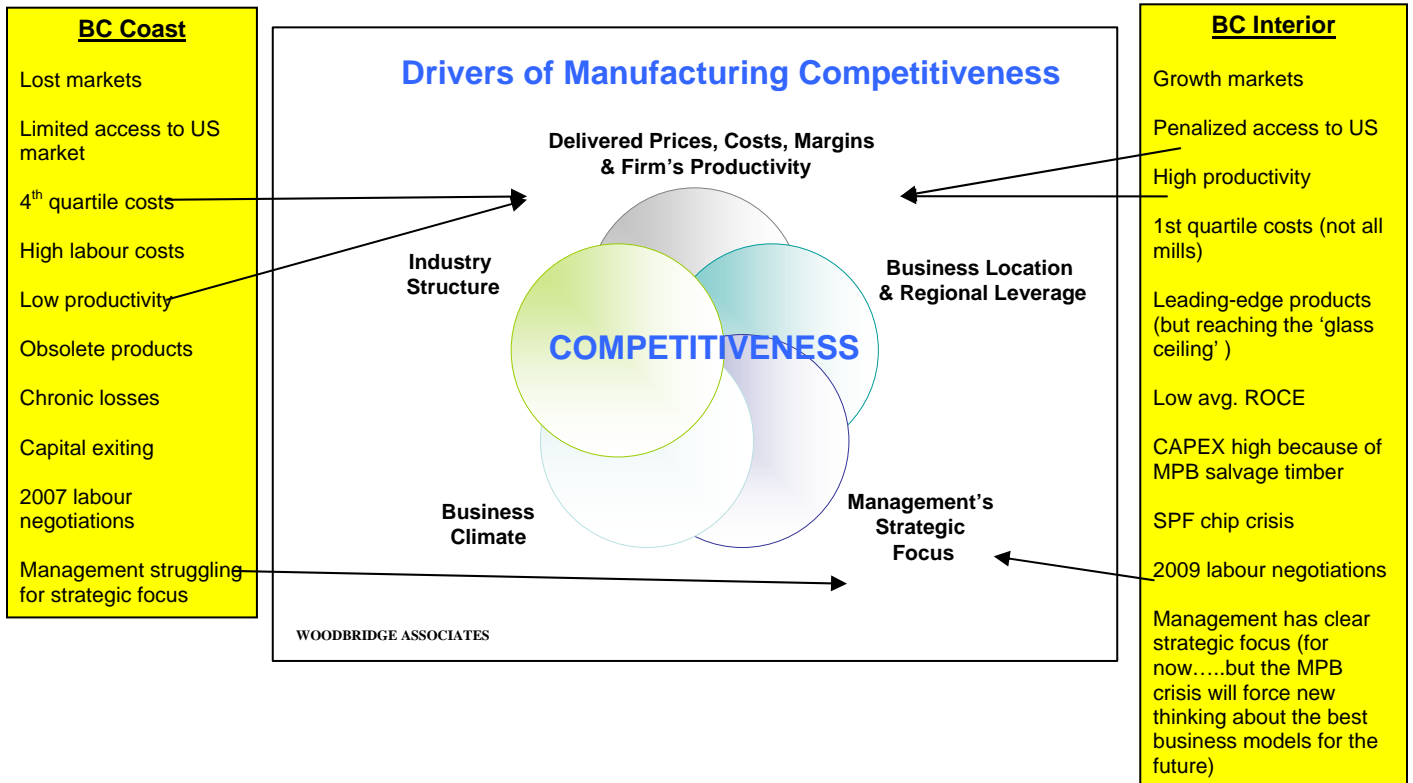 BC Coast
Lost markets
Limited access to US
market
4th quartile costs
High labour costs
Low productivity
Obsolete products
Chronic losses
Capital exiting
2007 labour
negotiations
Management struggling
for strategic focus
Drivers of Manufacturing Competitiveness
Delivered Prices, Costs, Margins
& Firm's Productivity
Industry
Structure
Business Location
& Regional Leverage
COMPETITIVENESS
Business
Climate
Management's
Strategic
Focus
WOODBRIDGE ASSOCIATES
BC Interior
Growth markets
Penalized access to US
High productivity
1st quartile costs (not all
mills)
Leading-edge products
(but reaching the 'glass
ceiling' )
Low avg. ROCE
CAPEX high because of
MPB salvage timber
SPF chip crisis
2009 labour negotiations
Management has clear
strategic focus (for
now…..but the MPB
crisis will force new
thinking about the best
business models for the
future)